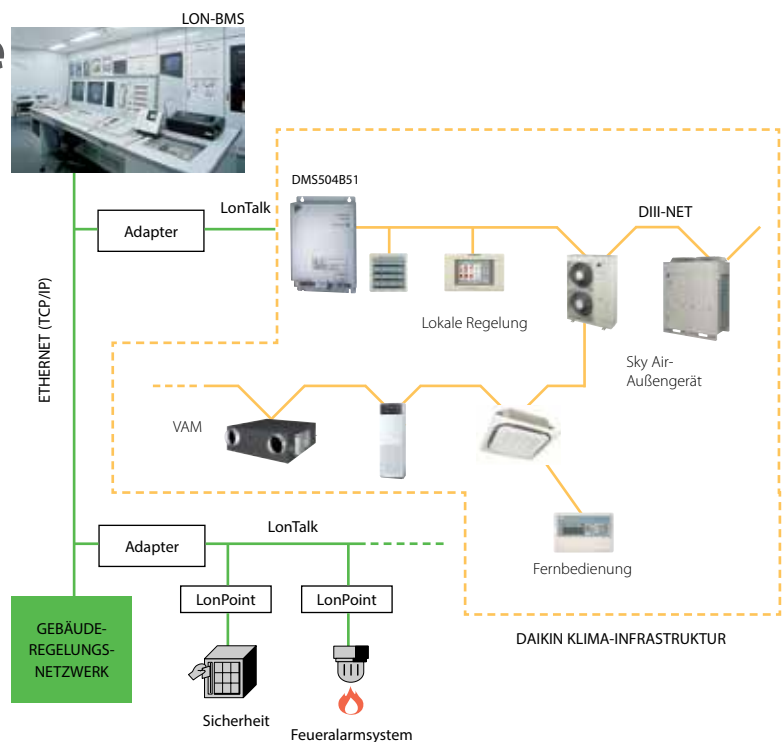 e
LON-BMS
DMS504B51
LonTalk
Adapter
DIII-NET
Lokale Regelung
Sky Air-
Außengerät
ETHERNET (TCP/IP)
VAM
LonTalk
Adapter
Fernbedienung
LonPoint
LonPoint
GEBÄUDE-
REGELUNGS-
NETZWERK
DAIKIN KLIMA-INFRASTRUKTUR
Sicherheit
Feueralarmsystem